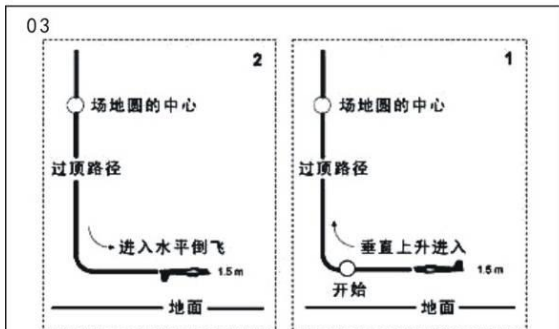 03
2
场地圆的中心
过顶路径
进入水平倒飞
1.5 m
地面
1
场地圆的中心
过顶路径
垂直上升进入
1.5 m
开始
地面